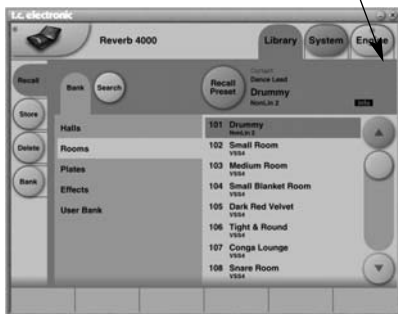 t.c. electronic
Reverb 4000
Library
System
Engine
Recall
Store
Delete
Bank
Bank
Search
Recall
Preset
Current
Dance Lead
Drummy
NonLin 2
Info
Halls
Rooms
Plates
Effects
User Bank
101 Drummy
NonLin 2
102 Small Room
VSS4
103 Medium Room
VSS4
104 Small Blanket Room
VSS4
105 Dark Red Velvet
VSS4
106 Tight & Round
VSS4
107 Conga Lounge
VSS4
108 Snare Room
VSS4